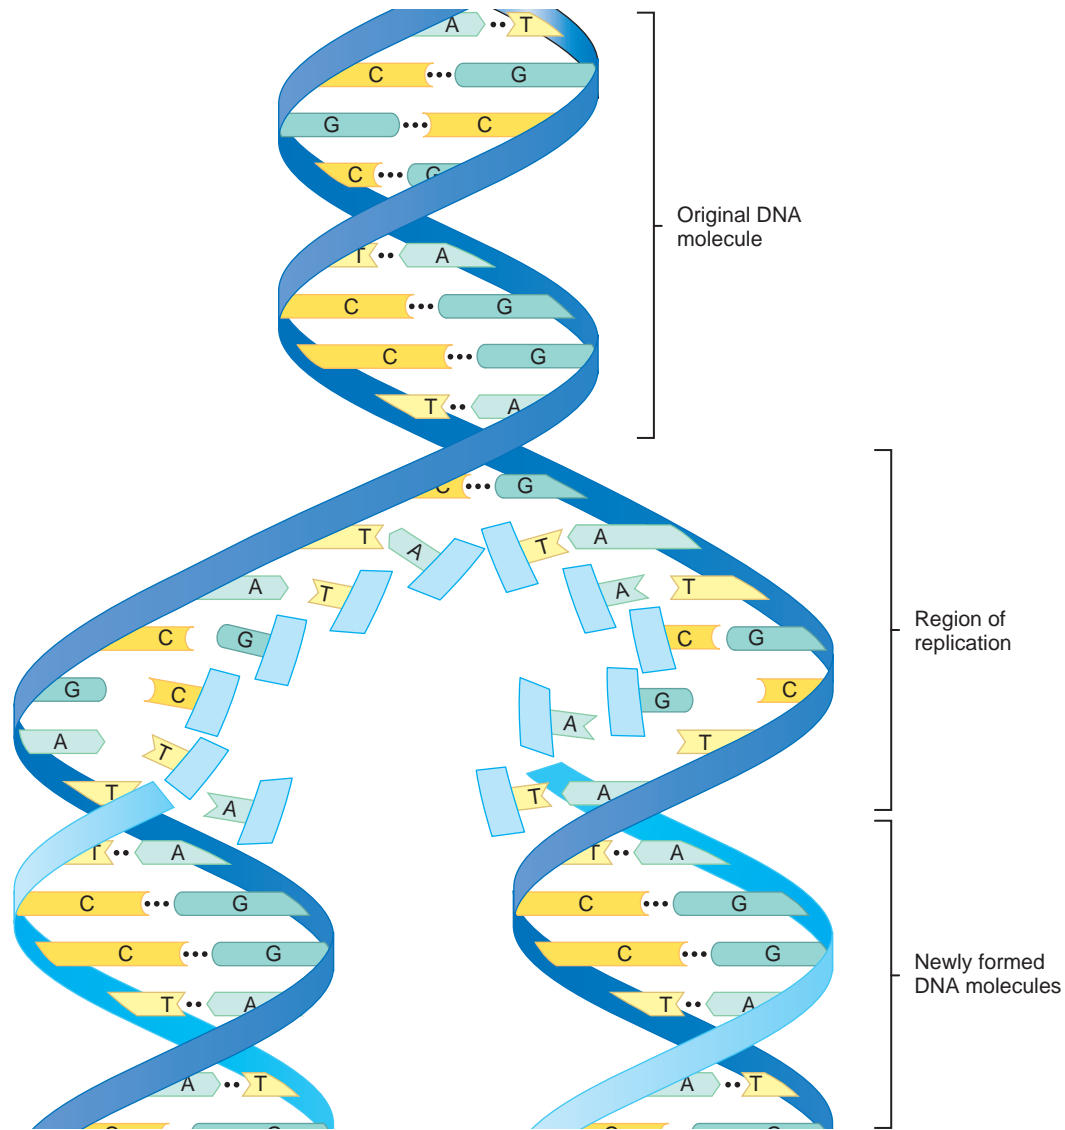 A T
C G
G C
C G
Original DNA
molecule
T A
C G
C G
T A
C G
T A T A
A T A T
C G C G
Region of
replication
G C G C
A T A T
T A T A
T A T A
C G C G
C G C G
Newly formed
DNA molecules
T A T A
A T A T